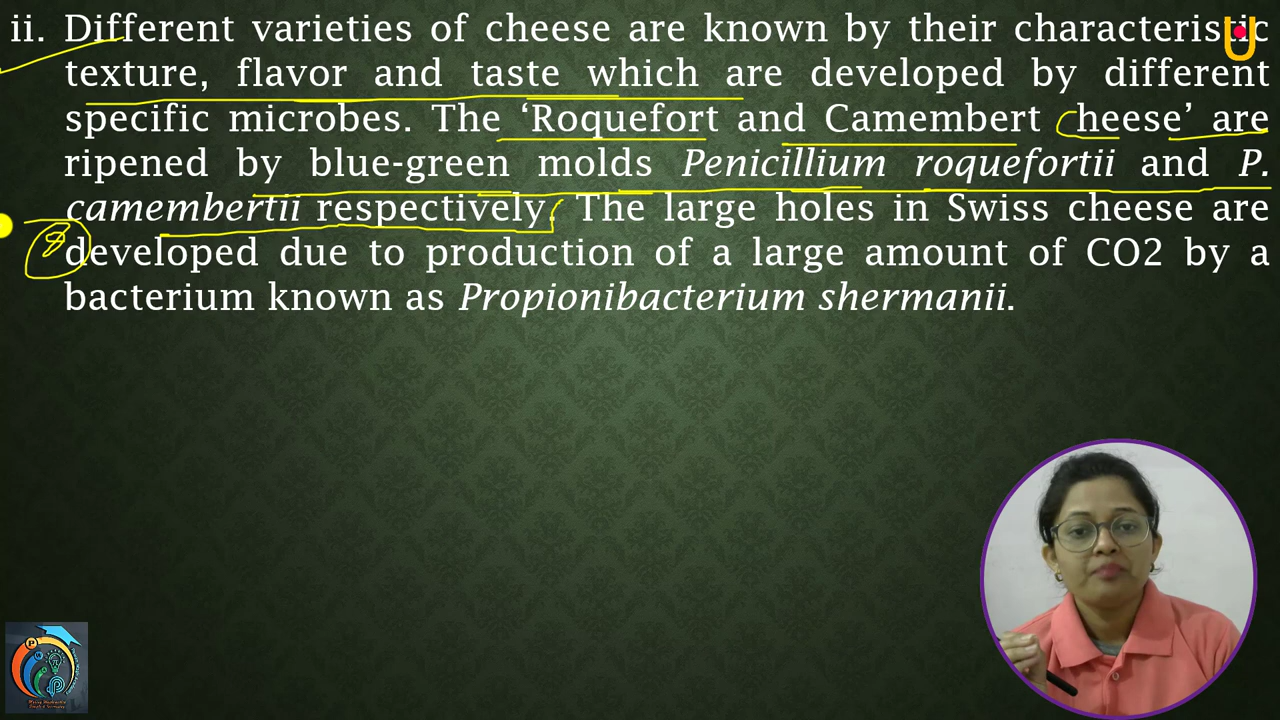 ii. Different varieties of cheese are known by their characteristic
texture, flavor and taste which are developed by different
specific microbes. The ‘Roquefort and Camembert cheese’ are
ripened by blue-green molds Penicillium roquefortii and P.
camembertii respectively. The large holes in Swiss cheese are
developed due to production of a large amount of CO2 by a
bacterium known as Propionibacterium shermanii.